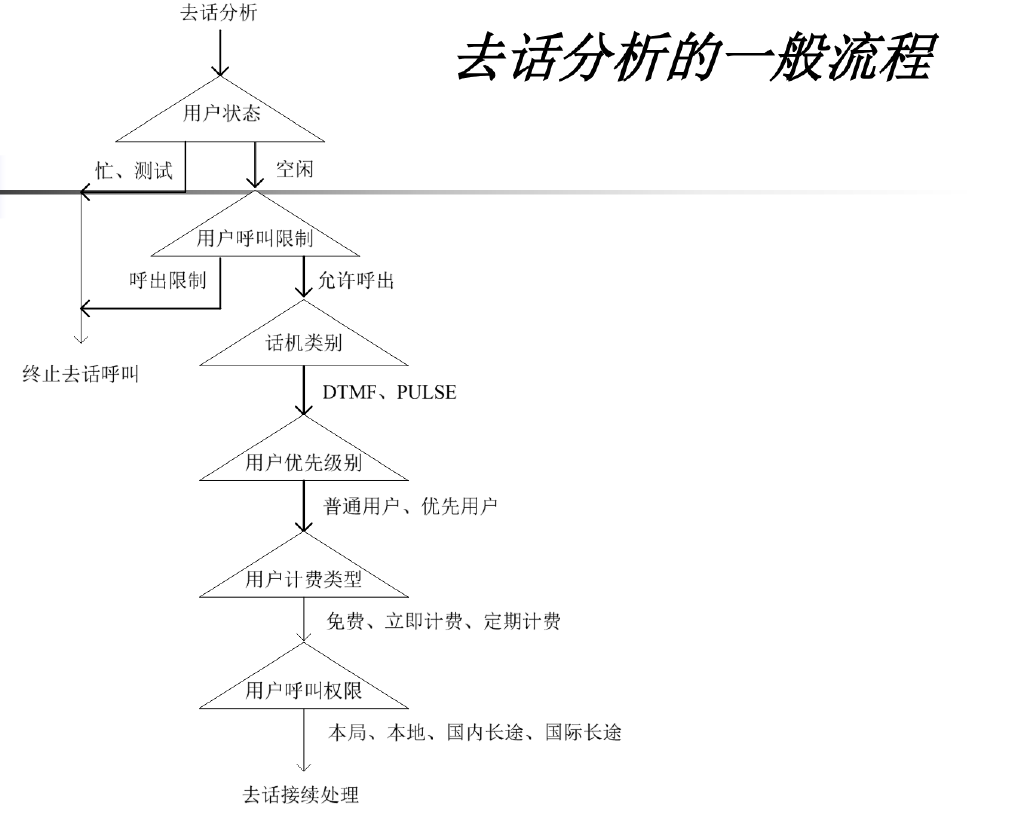 去话分析的一般流程
去话分析
用户状态
忙、测试
空闲
用户呼叫限制
呼出限制
允许呼出
话机类别
终止去话呼叫
DTMF、PULSE
用户优先级别
普通用户、优先用户
用户计费类型
免费、立即计费、定期计费
用户呼叫权限
本局、本地、国内长途、国际长途
去话接续处理